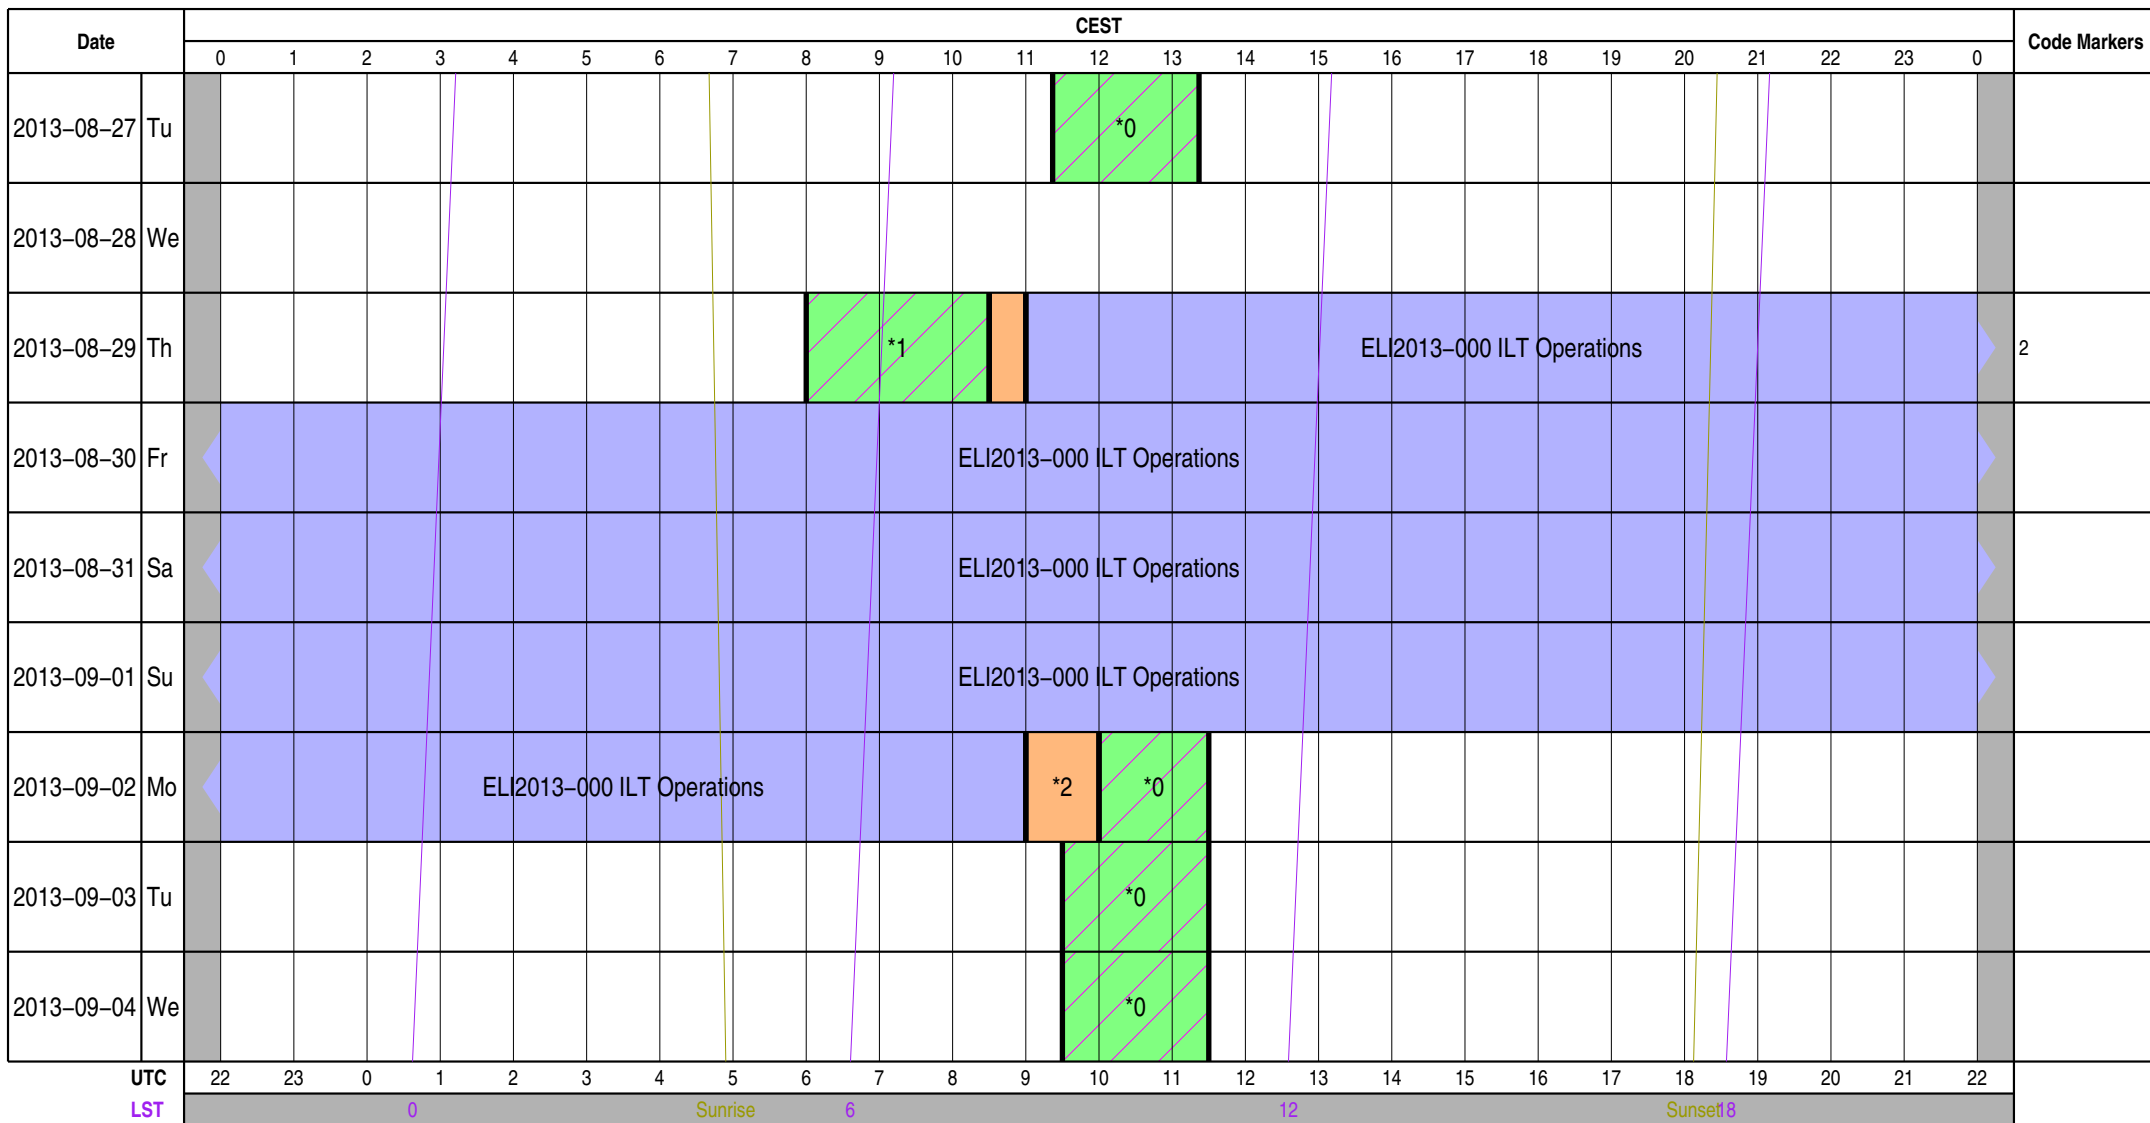 Date CEST Code Markers
0 1 2 3 4 5 6 7 8 9 10 11 12 13 14 15 16 17 18 19 20 21 22 23 0
2013−08−27 Tu *0
2013−08−28 We
2013−08−29 Th *1 ELI2013−000 ILT Operations 2
2013−08−30 Fr ELI2013−000 ILT Operations
2013−08−31 Sa ELI2013−000 ILT Operations
2013−09−01 Su ELI2013−000 ILT Operations
2013−09−02 Mo ELI2013−000 ILT Operations *2 *0
2013−09−03 Tu *0
2013−09−04 We *0
UTC 22 23 0 1 2 3 4 5 6 7 8 9 10 11 12 13 14 15 16 17 18 19 20 21 22
LST 0 Sunrise 6 12 Sunset 18